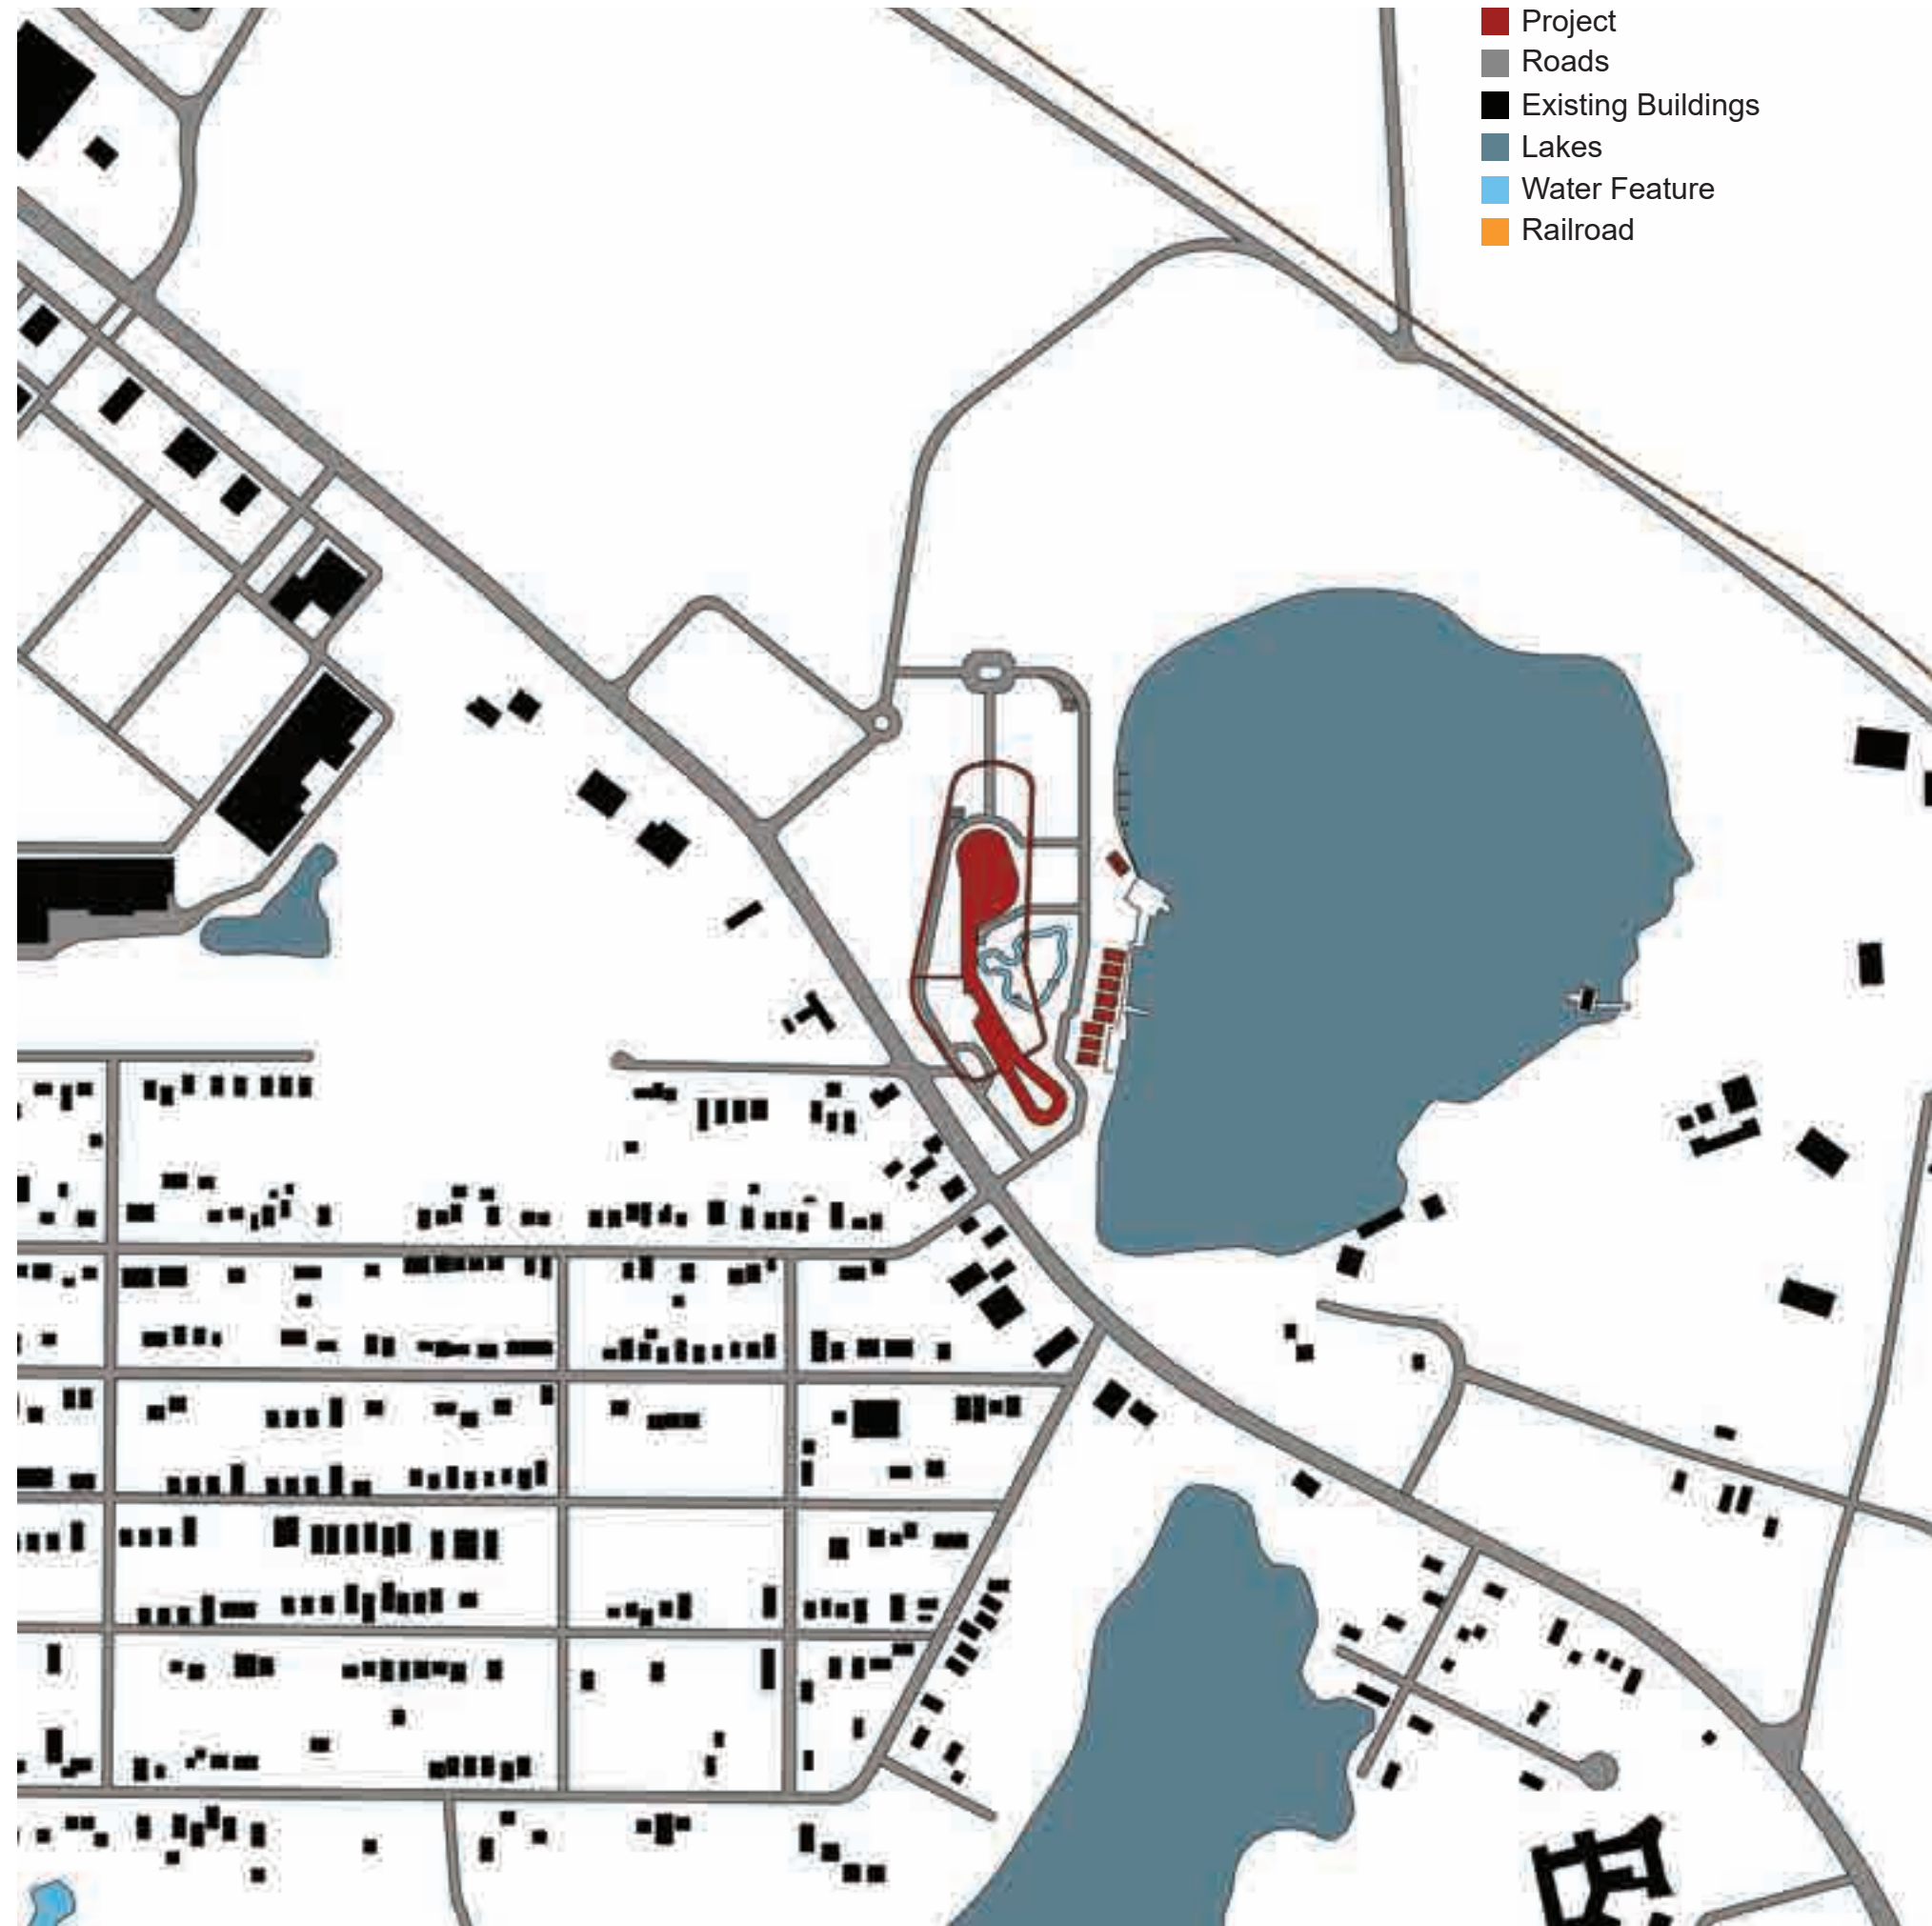 Project
Roads
Existing Buildings
Lakes
Water Feature
Railroad